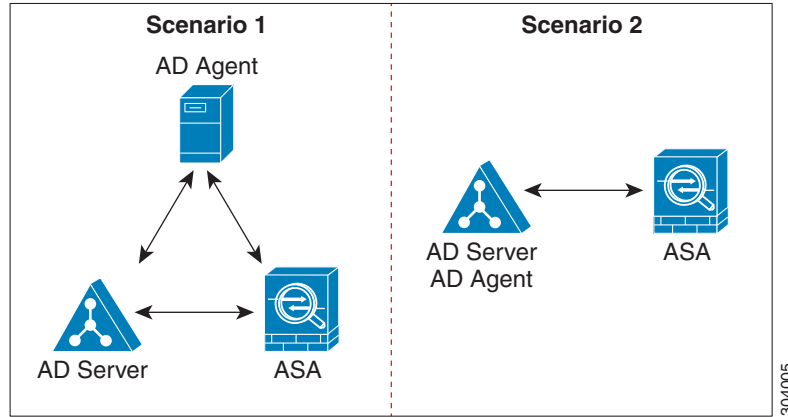 Scenario 1
AD Agent
AD Server
ASA
Scenario 2
AD Server
AD Agent
ASA
304005